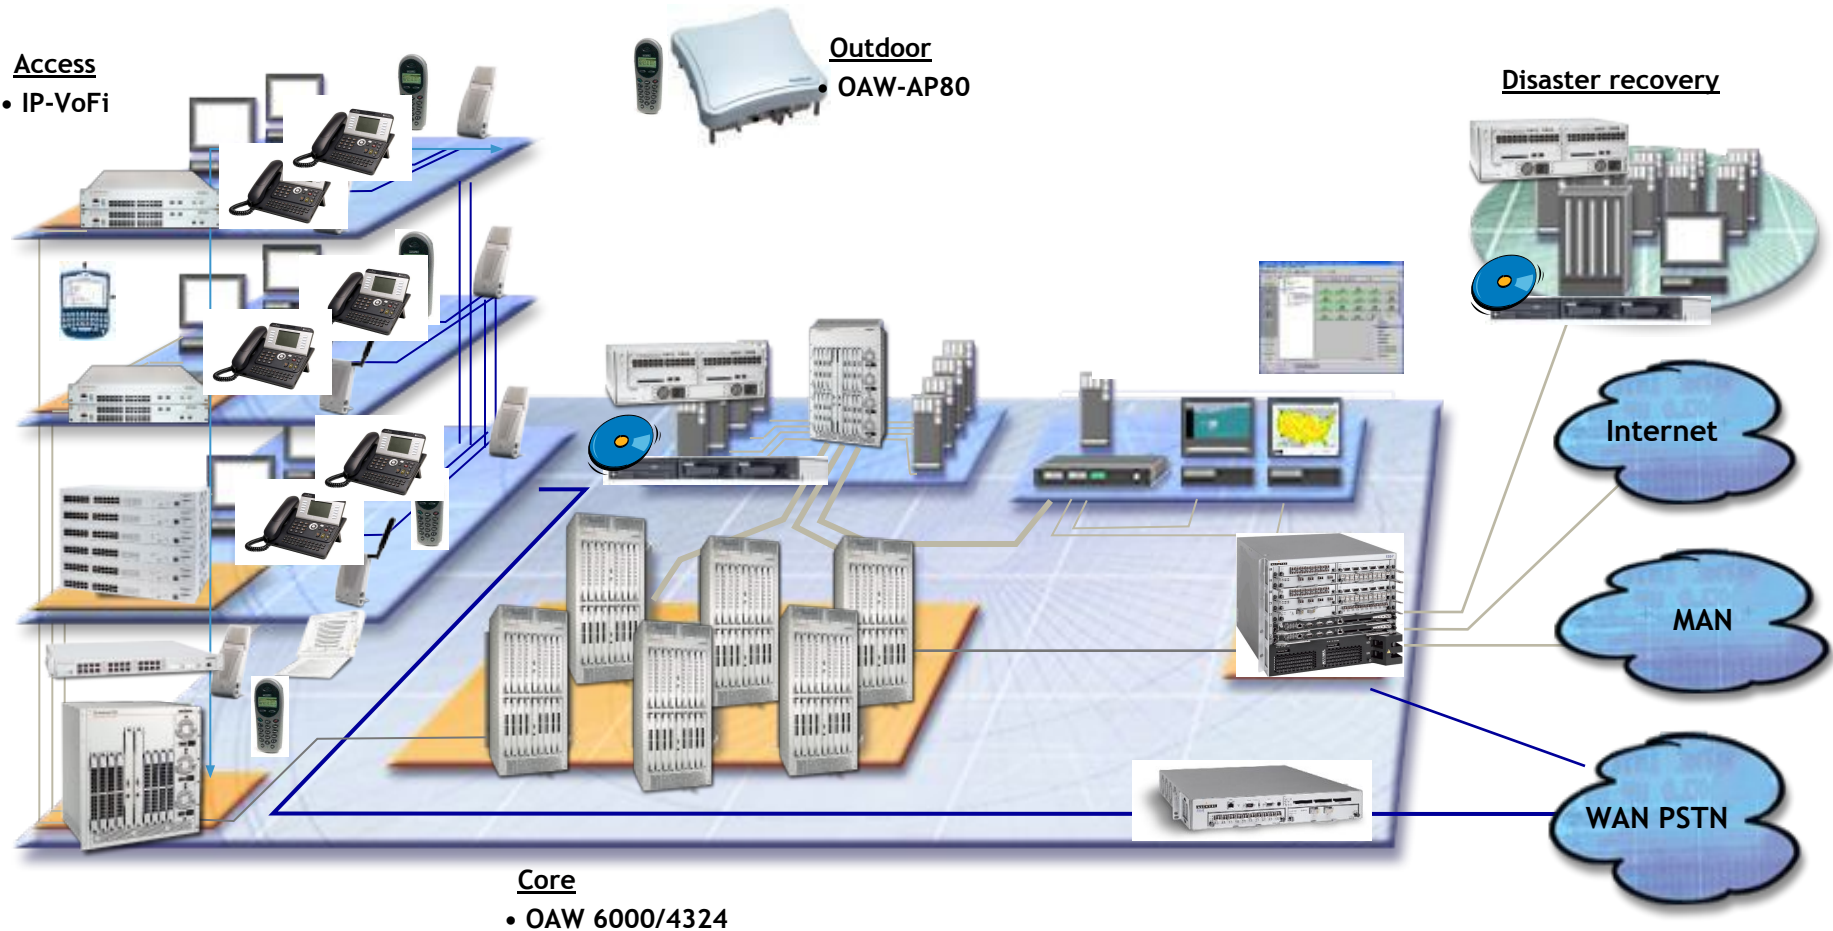 Access
• IP-VoFi
Outdoor
• OAW-AP80
Disaster recovery
Internet
MAN
WAN PSTN
Core
• OAW 6000/4324